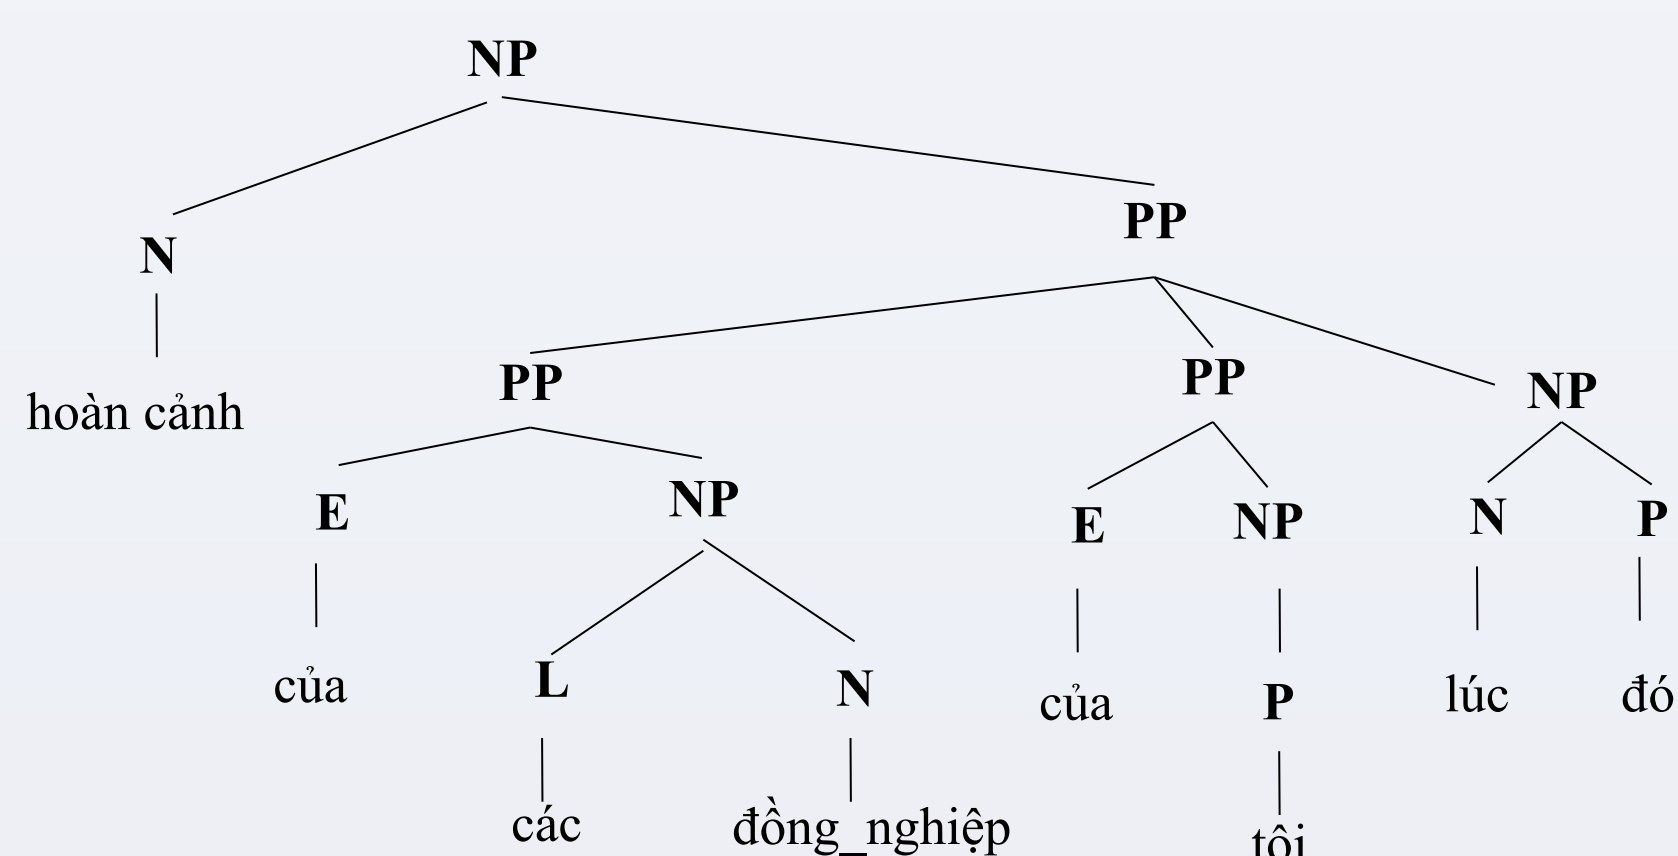 NP
N PP
hoàn cảnh PP PP NP
E NP E NP N P
của L N của P lúc đó
các đồng_nghiệp tôi